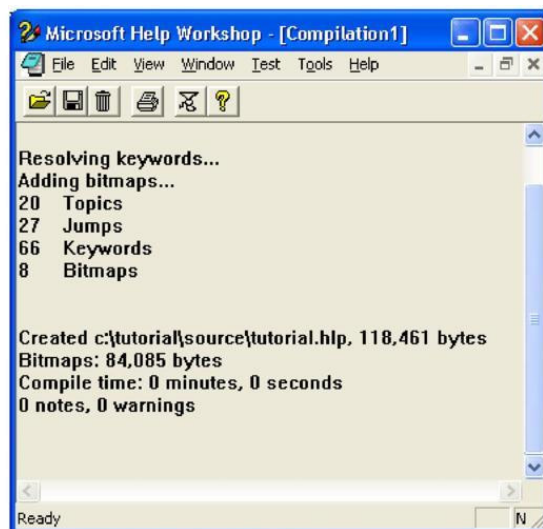 Microsoft Help Workshop - [Compilation1]
File Edit View Window Test Tools Help
Resolving keywords...
Adding bitmaps...
20 Topics
27 Jumps
66 Keywords
8 Bitmaps
Created c:\tutorial\source\tutorial.hlp, 118,461 bytes
Bitmaps: 84,085 bytes
Compile time: 0 minutes, 0 seconds
0 notes, 0 warnings
Ready N